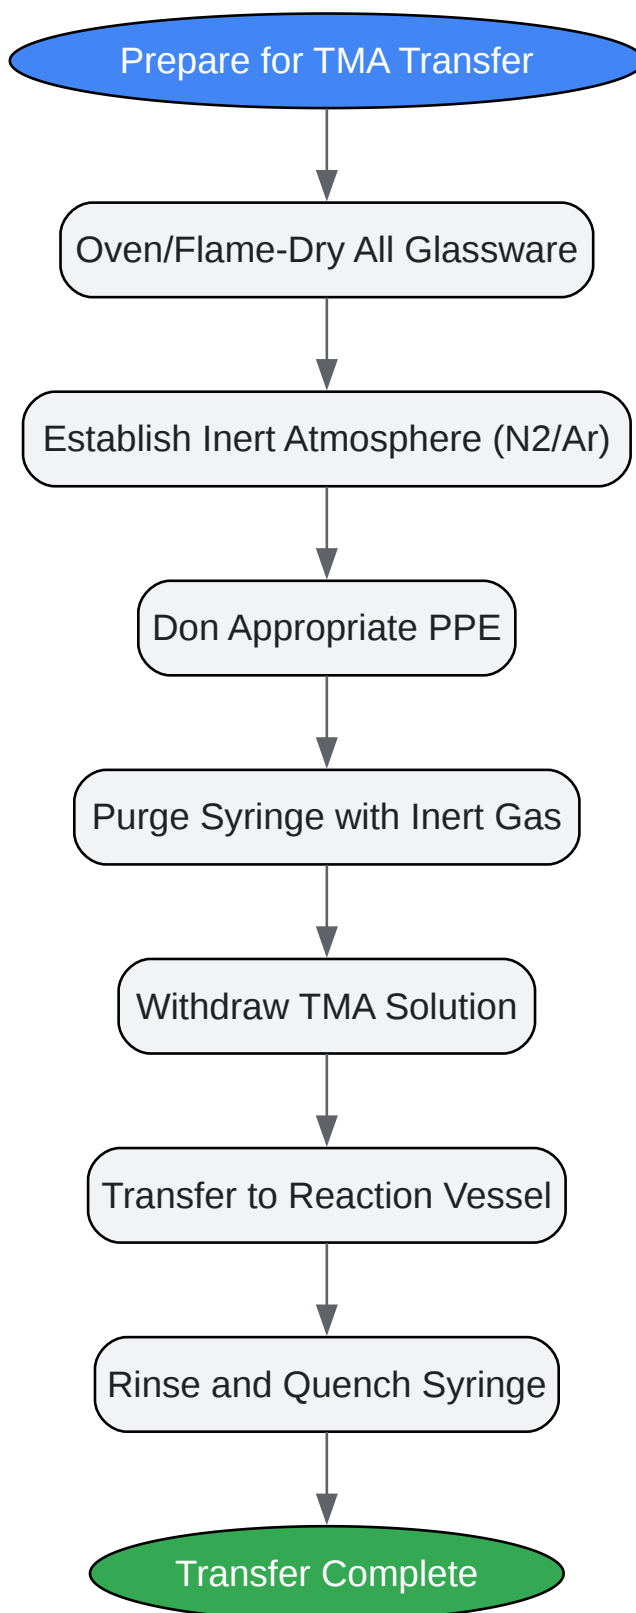 Prepare for TMA Transfer
Oven/Flame-Dry All Glassware
Establish Inert Atmosphere (N2/Ar)
Don Appropriate PPE
Purge Syringe with Inert Gas
Withdraw TMA Solution
Transfer to Reaction Vessel
Rinse and Quench Syringe
Transfer Complete